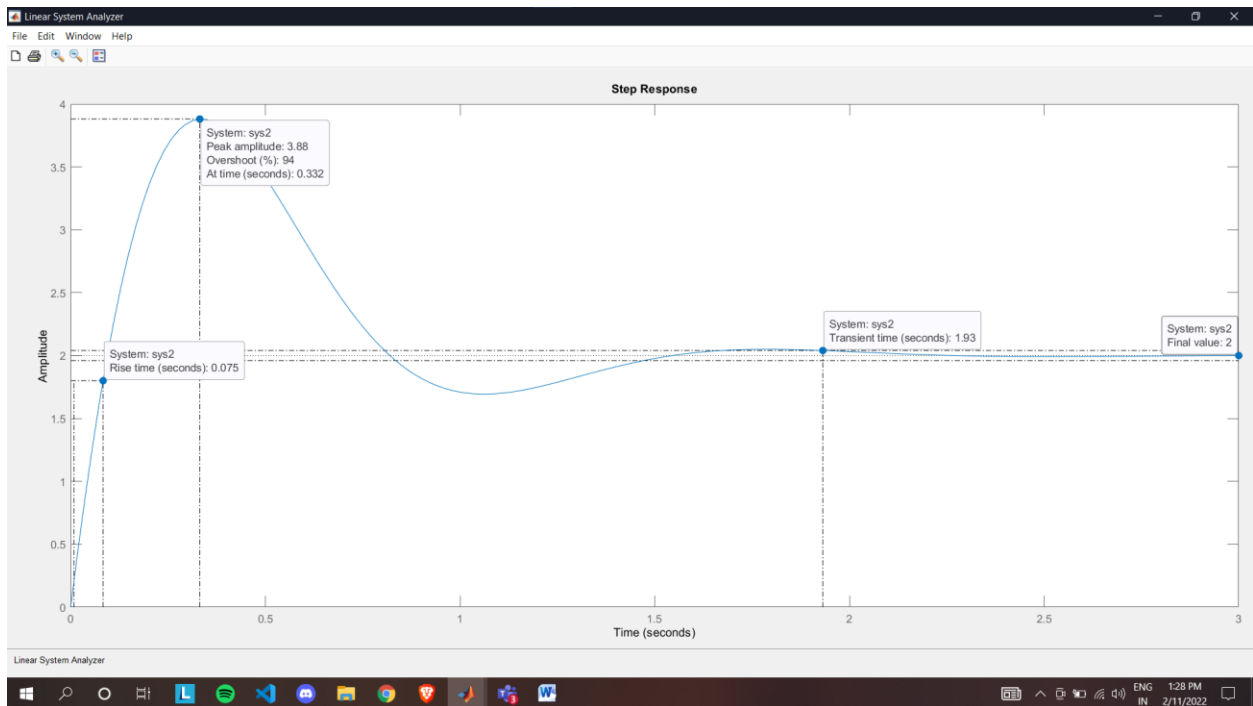 Linear System Analyzer
File Edit Window Help
Step Response
4
3.5
3
2.5
2
1.5
1
0.5
0
Amplitude
System: sys2
Peak amplitude: 3.88
Overshoot (%): 94
At time (seconds): 0.332
System: sys2
Rise time (seconds): 0.075
System: sys2
Transient time (seconds): 1.93
System: sys2
Final value: 2
0 0.5 1 1.5 2 2.5 3
Time (seconds)
Linear System Analyzer
L
3
W
ENG 1:28 PM
IN 2/11/2022